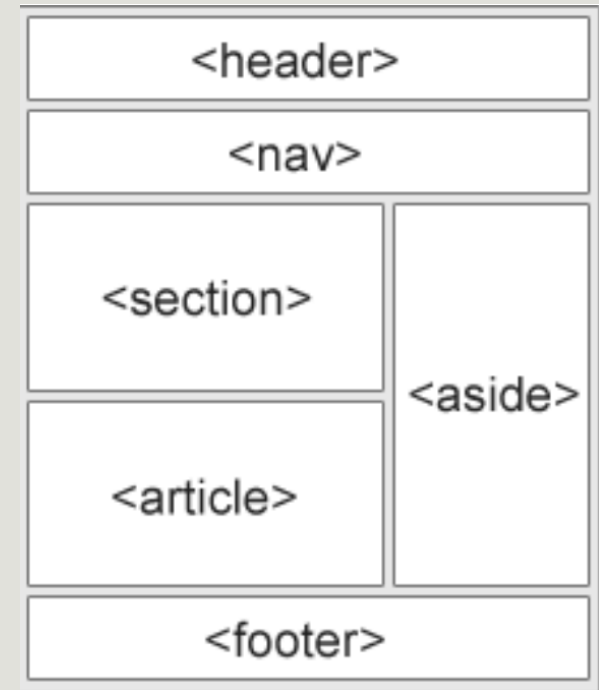 <header>
<nav>
<section>
<article>
<aside>
<footer>